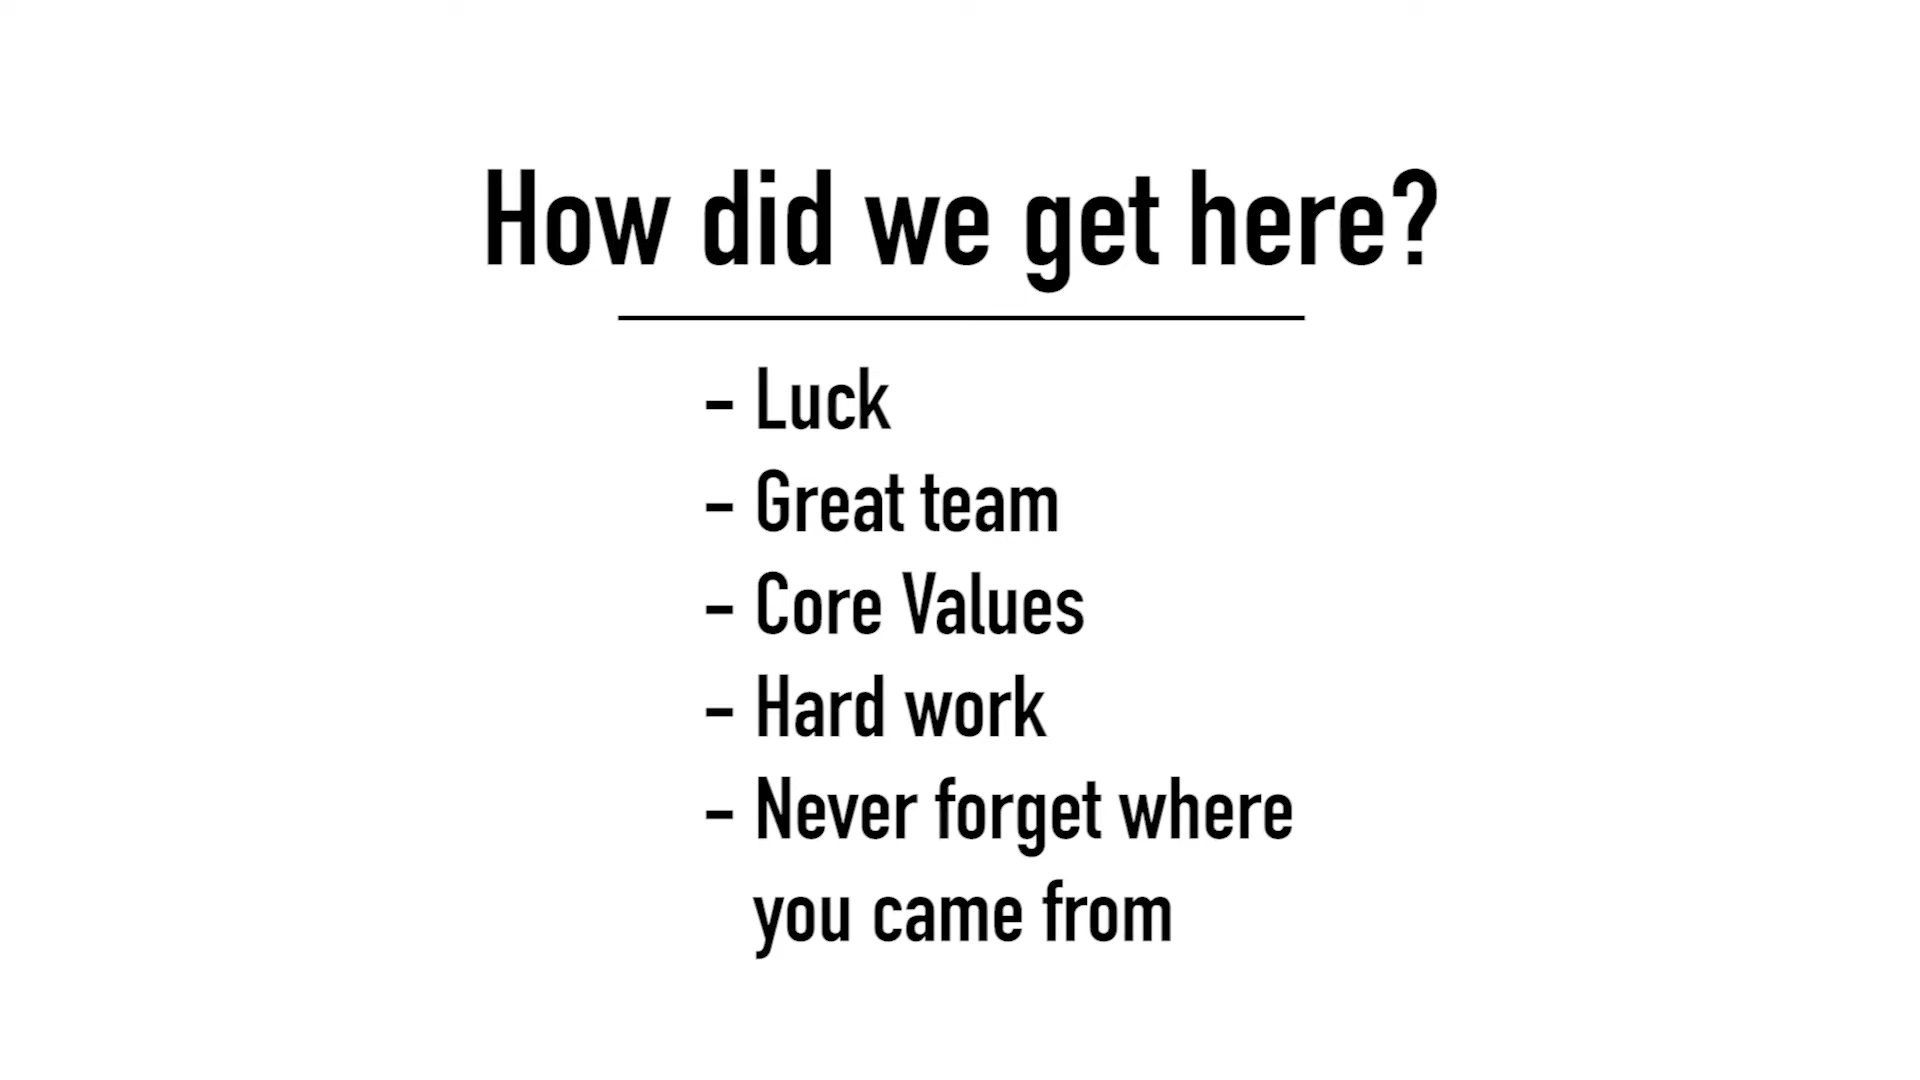 How did we get here?
- Luck
- Great team
- Core Values
- Hard work
- Never forget where
you came from